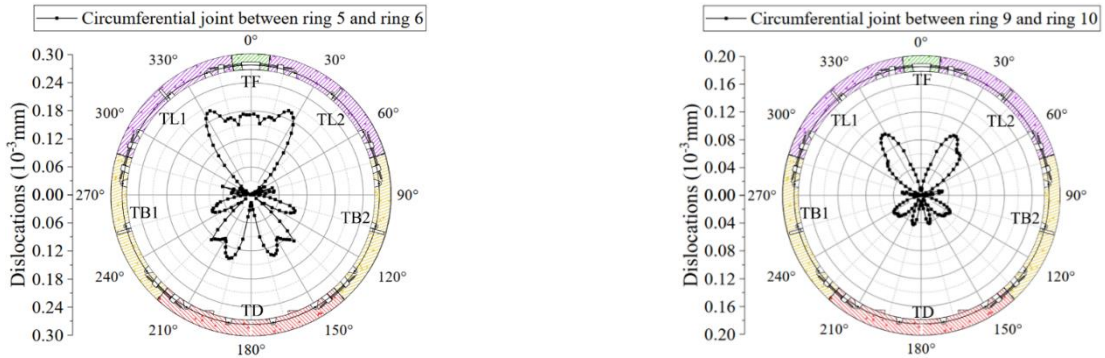 Circumferential joint between ring 5 and ring 6
Dislocations (10⁻³mm)
0.30
0.24
0.18
0.12
0.06
0.00
0.06
0.12
0.18
0.24
0.30
0°
30°
60°
90°
120°
150°
180°
210°
240°
270°
300°
330°
TF
TL1
TL2
TB1
TB2
TD
Circumferential joint between ring 9 and ring 10
Dislocations (10⁻³mm)
0.20
0.16
0.12
0.08
0.04
0.00
0.04
0.08
0.12
0.16
0.20
0°
30°
60°
90°
120°
150°
180°
210°
240°
270°
300°
330°
TF
TL1
TL2
TB1
TB2
TD